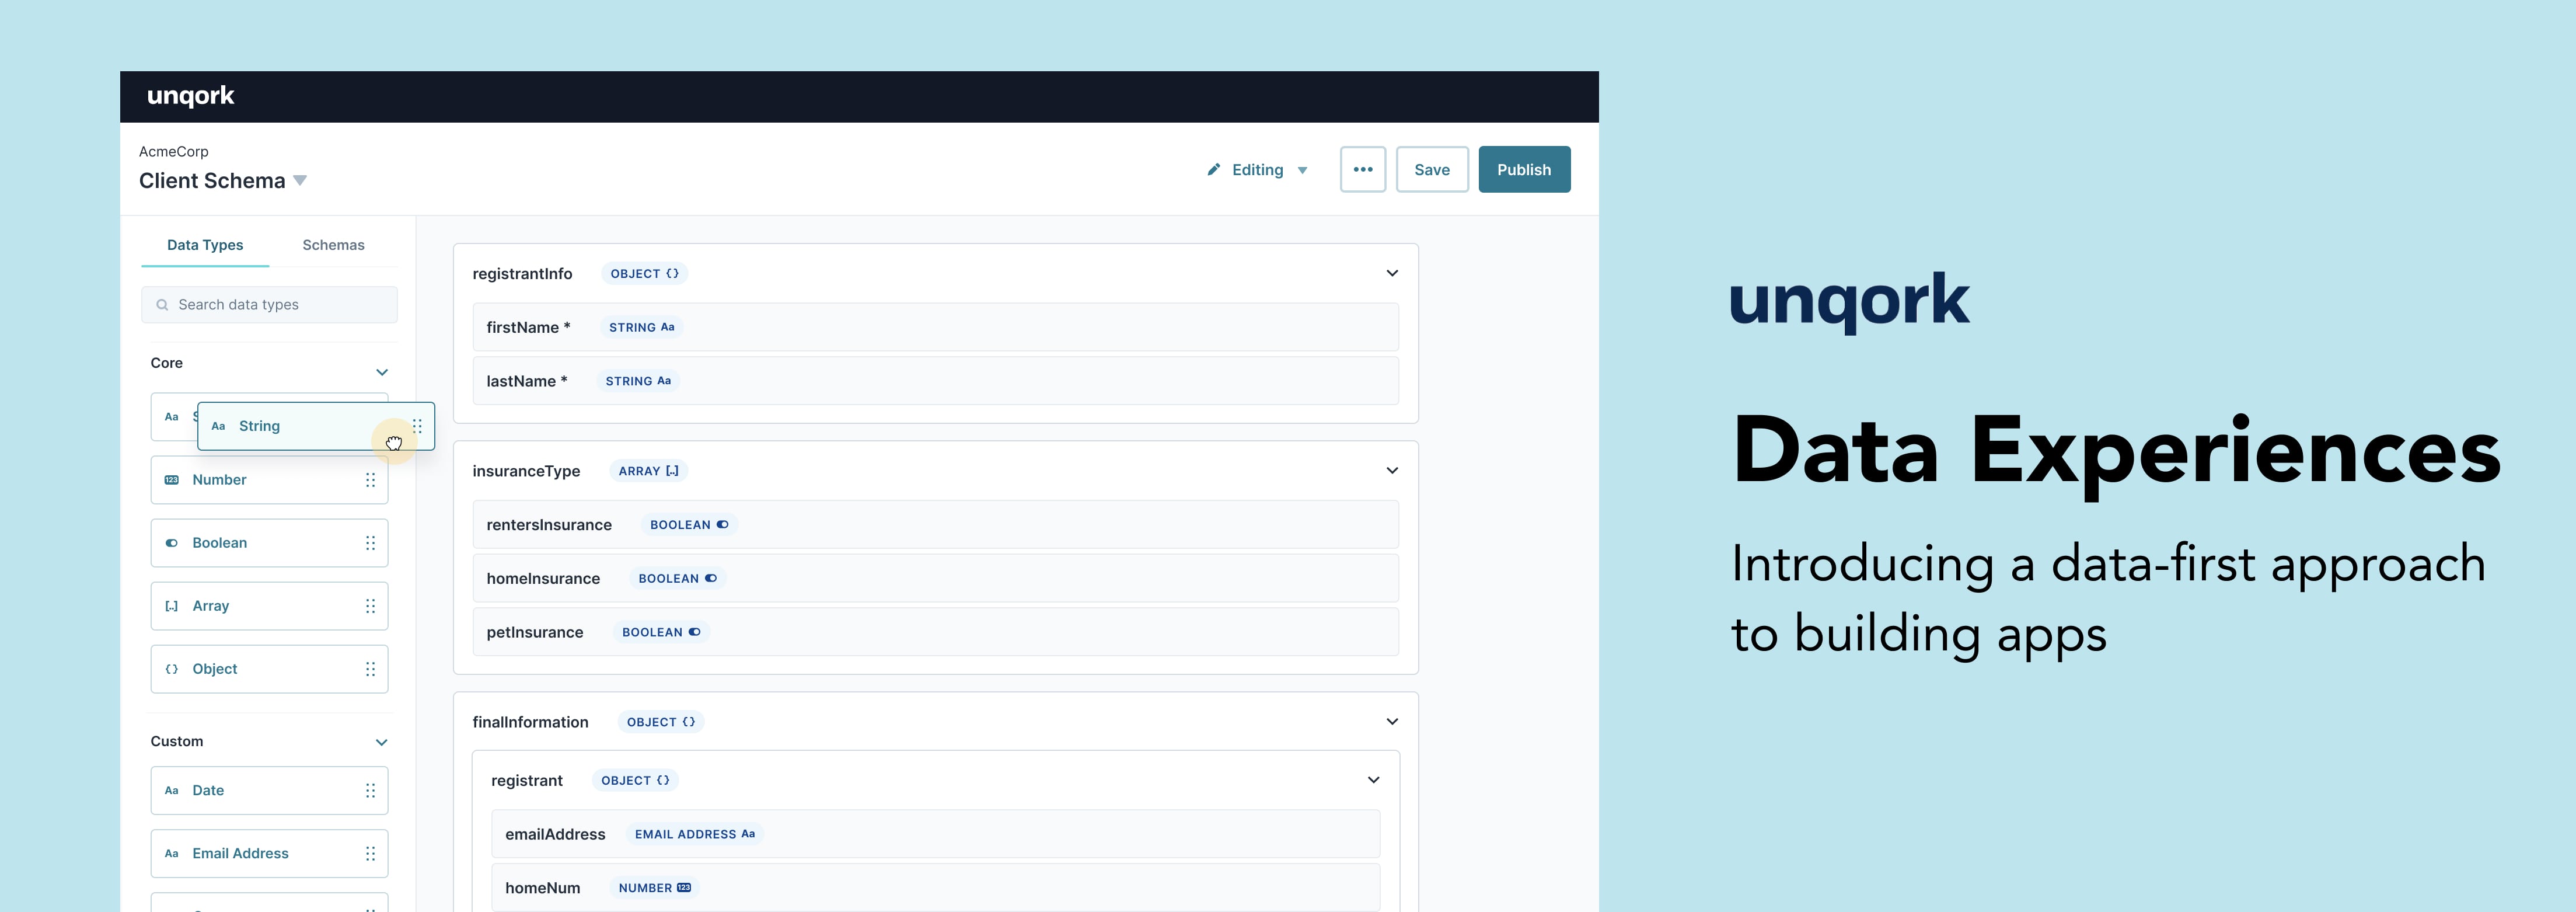 unqork
AcmeCorp
Client Schema
Editing
Save
Publish
Data Types
Schemas
Search data types
Core
Aa
Aa String
123 Number
Boolean
[..] Array
{} Object
Custom
Aa Date
Aa Email Address
registrantInfo OBJECT {}
firstName * STRING Aa
lastName * STRING Aa
insuranceType ARRAY [..]
rentersInsurance BOOLEAN
homeInsurance BOOLEAN
petInsurance BOOLEAN
finalInformation OBJECT {}
registrant OBJECT {}
emailAddress EMAIL ADDRESS Aa
homeNum NUMBER 123
unqork
Data Experiences
Introducing a data-first approach
to building apps